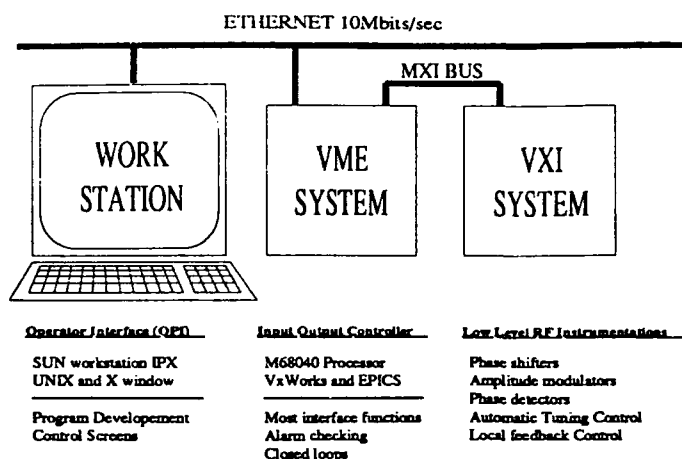 ETHERNET 10Mbits/sec
MXI BUS
WORK
STATION
VME
SYSTEM
VXI
SYSTEM
Operator Interface (OPI)
SUN workstation IPX
UNIX and X window
Program Developement
Control Screens
Input Output Controller
M68040 Processor
VxWorks and EPICS
Most interface functions
Alarm checking
Closed loops
Low Level RF Instrumentations
Phase shifters
Amplitude modulators
Phase detectors
Automatic Tuning Control
Local feedback Control